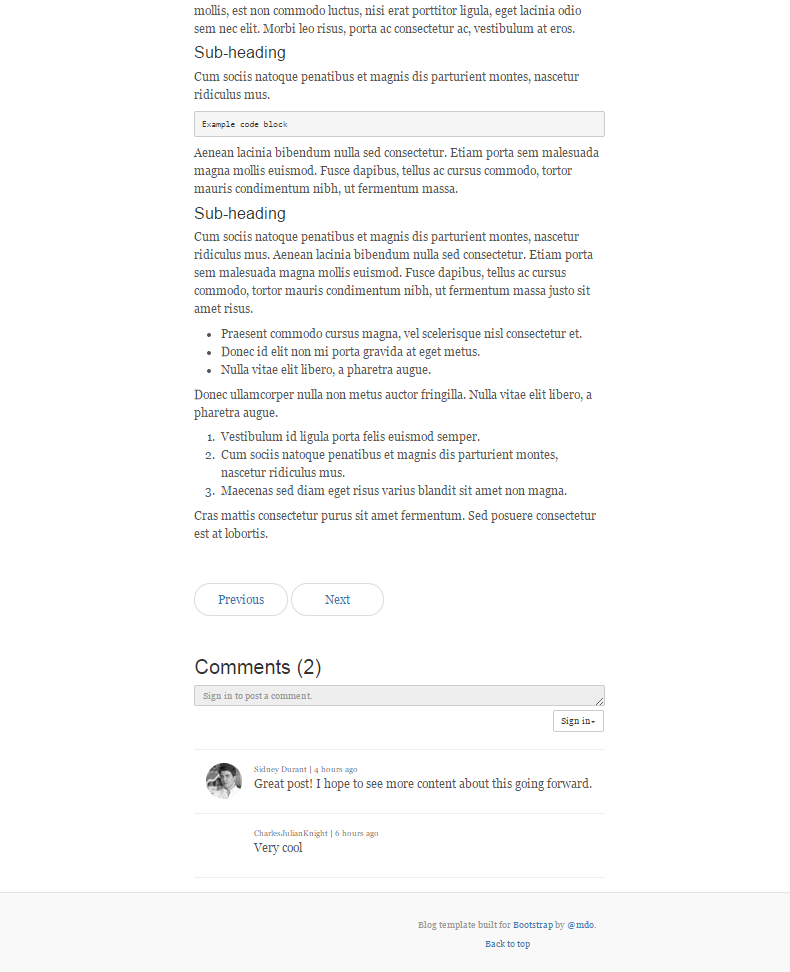 mollis, est non commodo luctus, nisi erat porttitor ligula, eget lacinia odio
sem nec elit. Morbi leo risus, porta ac consectetur ac, vestibulum at eros.
Sub-heading
Cum sociis natoque penatibus et magnis dis parturient montes, nascetur
ridiculus mus.
Example code block
Aenean lacinia bibendum nulla sed consectetur. Etiam porta sem malesuada
magna mollis euismod. Fusce dapibus, tellus ac cursus commodo, tortor
mauris condimentum nibh, ut fermentum massa.
Sub-heading
Cum sociis natoque penatibus et magnis dis parturient montes, nascetur
ridiculus mus. Aenean lacinia bibendum nulla sed consectetur. Etiam porta
sem malesuada magna mollis euismod. Fusce dapibus, tellus ac cursus
commodo, tortor mauris condimentum nibh, ut fermentum massa justo sit
amet risus.
• Praesent commodo cursus magna, vel scelerisque nisl consectetur et.
• Donec id elit non mi porta gravida at eget metus.
• Nulla vitae elit libero, a pharetra augue.
Donec ullamcorper nulla non metus auctor fringilla. Nulla vitae elit libero, a
pharetra augue.
1. Vestibulum id ligula porta felis euismod semper.
2. Cum sociis natoque penatibus et magnis dis parturient montes,
nascetur ridiculus mus.
3. Maecenas sed diam eget risus varius blandit sit amet non magna.
Cras mattis consectetur purus sit amet fermentum. Sed posuere consectetur
est at lobortis.
Previous Next
Comments (2)
Sign in to post a comment.
Sign in
Sidney Durant | 4 hours ago
Great post! I hope to see more content about this going forward.
CharlesJulianKnight | 6 hours ago
Very cool
Blog template built for Bootstrap by @mdo.
Back to top